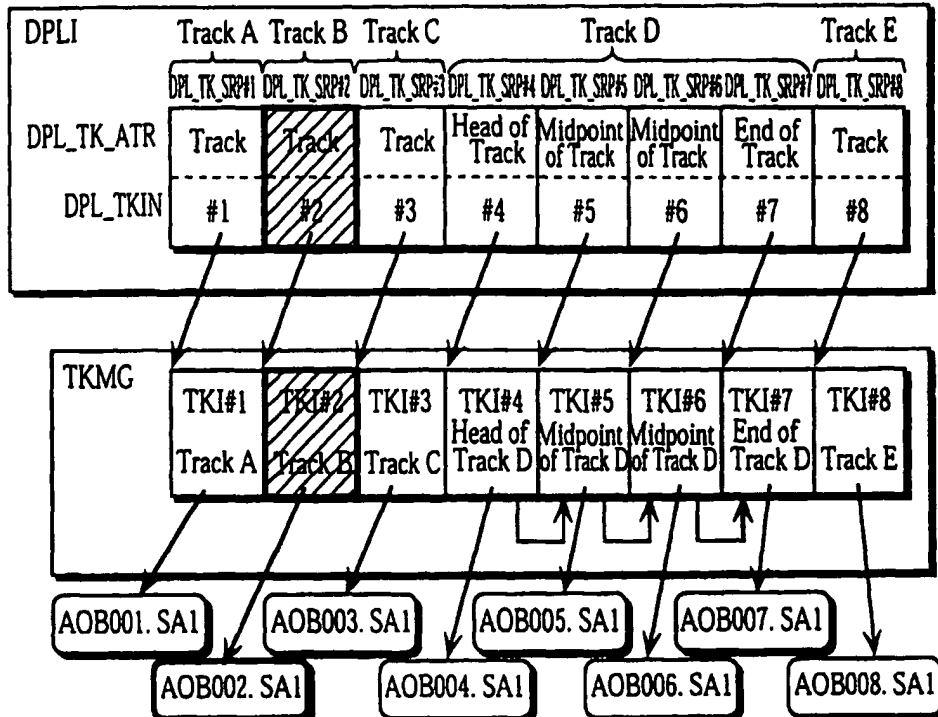 DPLI
Track A Track B Track C Track D Track E
DPL_TK_SRP#1 DPL_TK_SRP#2 DPL_TK_SRP#3 DPL_TK_SRP#4 DPL_TK_SRP#5 DPL_TK_SRP#6 DPL_TK_SRP#7 DPL_TK_SRP#8
DPL_TK_ATR
Track
Track
Track
Head of
Track
Midpoint
of Track
Midpoint
of Track
End of
Track
Track
DPL_TKIN
#1 #2 #3 #4 #5 #6 #7 #8
TKMG
TKI#1
Track A
TKI#2
Track B
TKI#3
Track C
TKI#4
Head of
Track D
TKI#5
Midpoint
of Track D
TKI#6
Midpoint
of Track D
TKI#7
End of
Track D
TKI#8
Track E
AOB001. SA1 AOB003. SA1 AOB005. SA1 AOB007. SA1
AOB002. SA1 AOB004. SA1 AOB006. SA1 AOB008. SA1